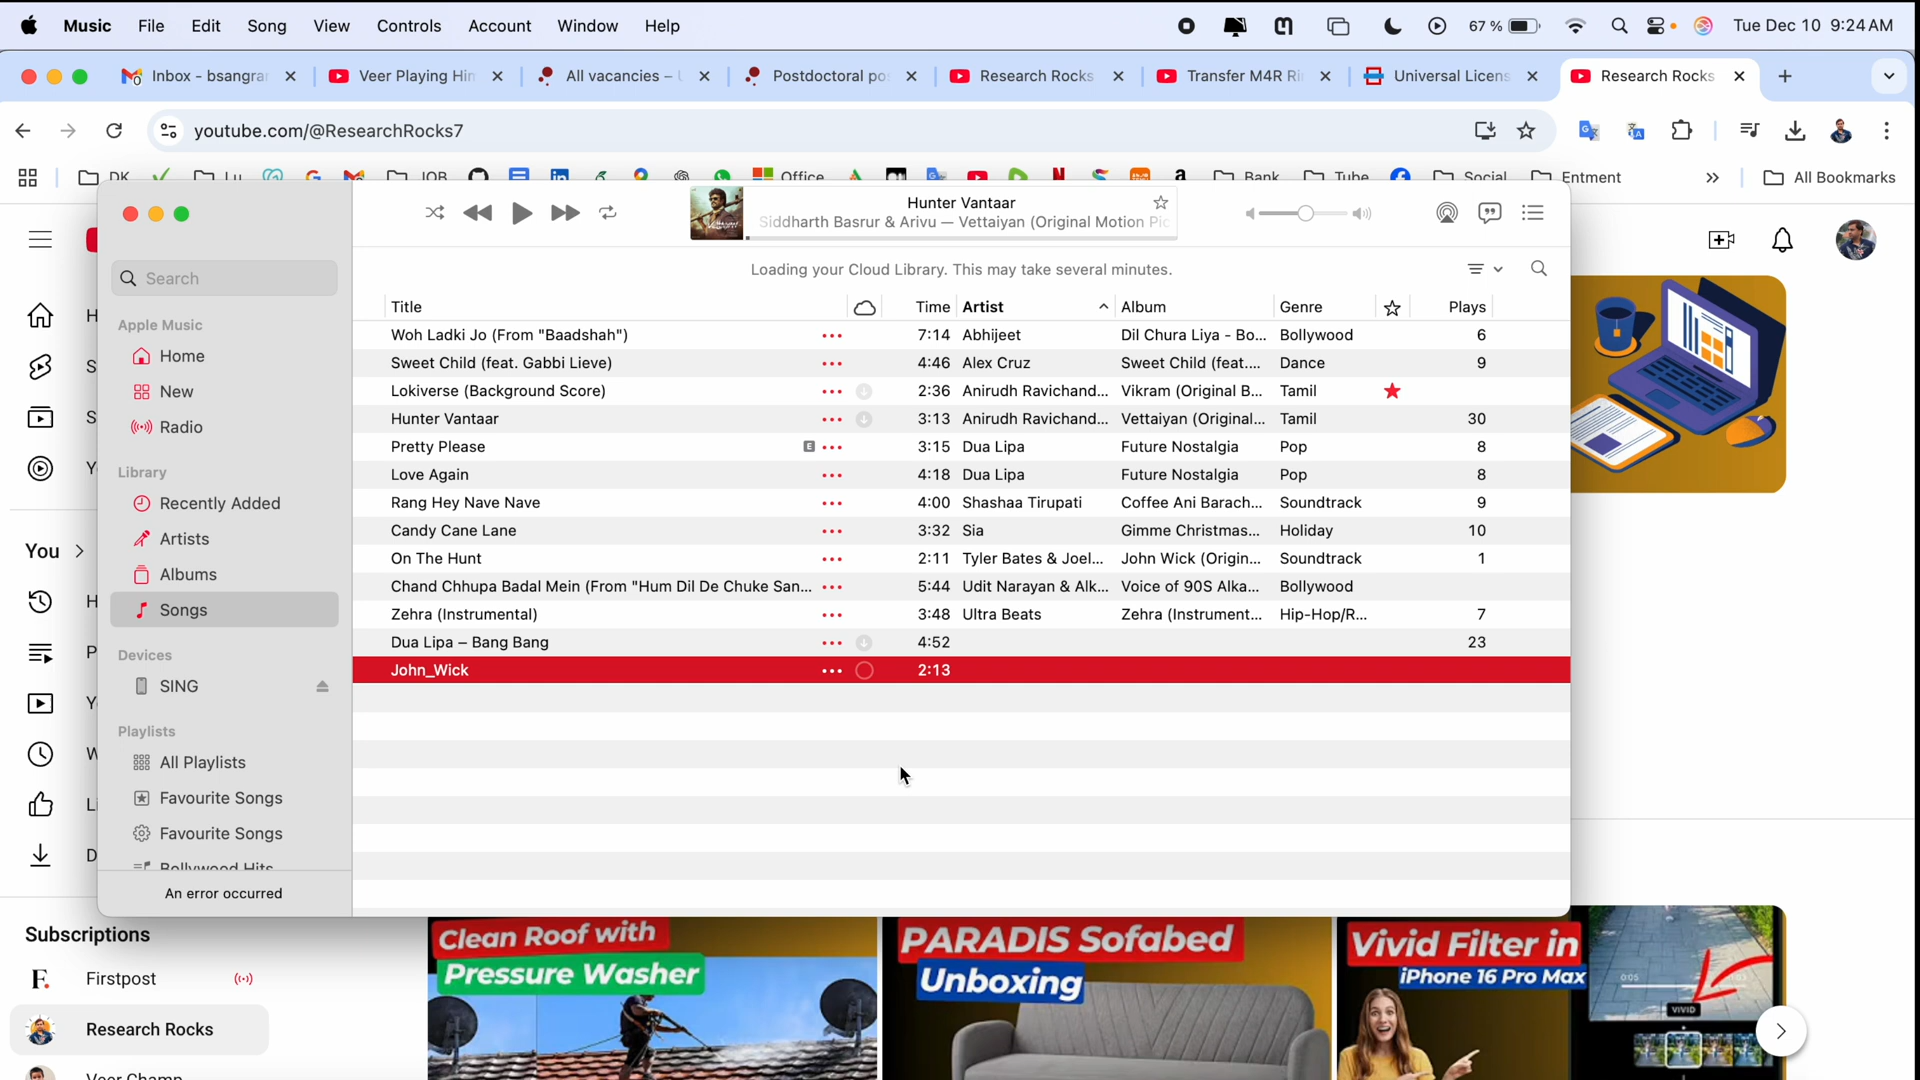 Music File Edit Song View Controls Account Window Help 67 % Tue Dec 10 9:24 AM
Inbox - bsangrar Veer Playing Hin All vacancies – Postdoctoral po Research Rocks Transfer M4R Ri Universal Licens Research Rocks
youtube.com/@ResearchRocks7
DK Lu JOB Office Bank Tube Social Entment All Bookmarks
Hunter Vantaar
Siddharth Basrur & Arivu — Vettaiyan (Original Motion Pic
Search
Loading your Cloud Library. This may take several minutes.
Title Time Artist Album Genre Plays
Woh Ladki Jo (From "Baadshah") 7:14 Abhijeet Dil Chura Liya - Bo... Bollywood 6
Sweet Child (feat. Gabbi Lieve) 4:46 Alex Cruz Sweet Child (feat.... Dance 9
Lokiverse (Background Score) 2:36 Anirudh Ravichand... Vikram (Original B... Tamil
Hunter Vantaar 3:13 Anirudh Ravichand... Vettaiyan (Original... Tamil 30
Pretty Please E 3:15 Dua Lipa Future Nostalgia Pop 8
Love Again 4:18 Dua Lipa Future Nostalgia Pop 8
Rang Hey Nave Nave 4:00 Shashaa Tirupati Coffee Ani Barach... Soundtrack 9
Candy Cane Lane 3:32 Sia Gimme Christmas... Holiday 10
On The Hunt 2:11 Tyler Bates & Joel... John Wick (Origin... Soundtrack 1
Chand Chhupa Badal Mein (From "Hum Dil De Chuke San... 5:44 Udit Narayan & Alk... Voice of 90S Alka... Bollywood
Zehra (Instrumental) 3:48 Ultra Beats Zehra (Instrument... Hip-Hop/R... 7
Dua Lipa – Bang Bang 4:52 23
John_Wick 2:13
Apple Music
Home
New
Radio
Library
Recently Added
Artists
Albums
Songs
Devices
SING
Playlists
All Playlists
Favourite Songs
Favourite Songs
Bollywood Hits
An error occurred
You
Subscriptions
Firstpost
Research Rocks
Veer Champ
Clean Roof with
Pressure Washer
PARADIS Sofabed
Unboxing
Vivid Filter in
iPhone 16 Pro Max
0:05
VIVID